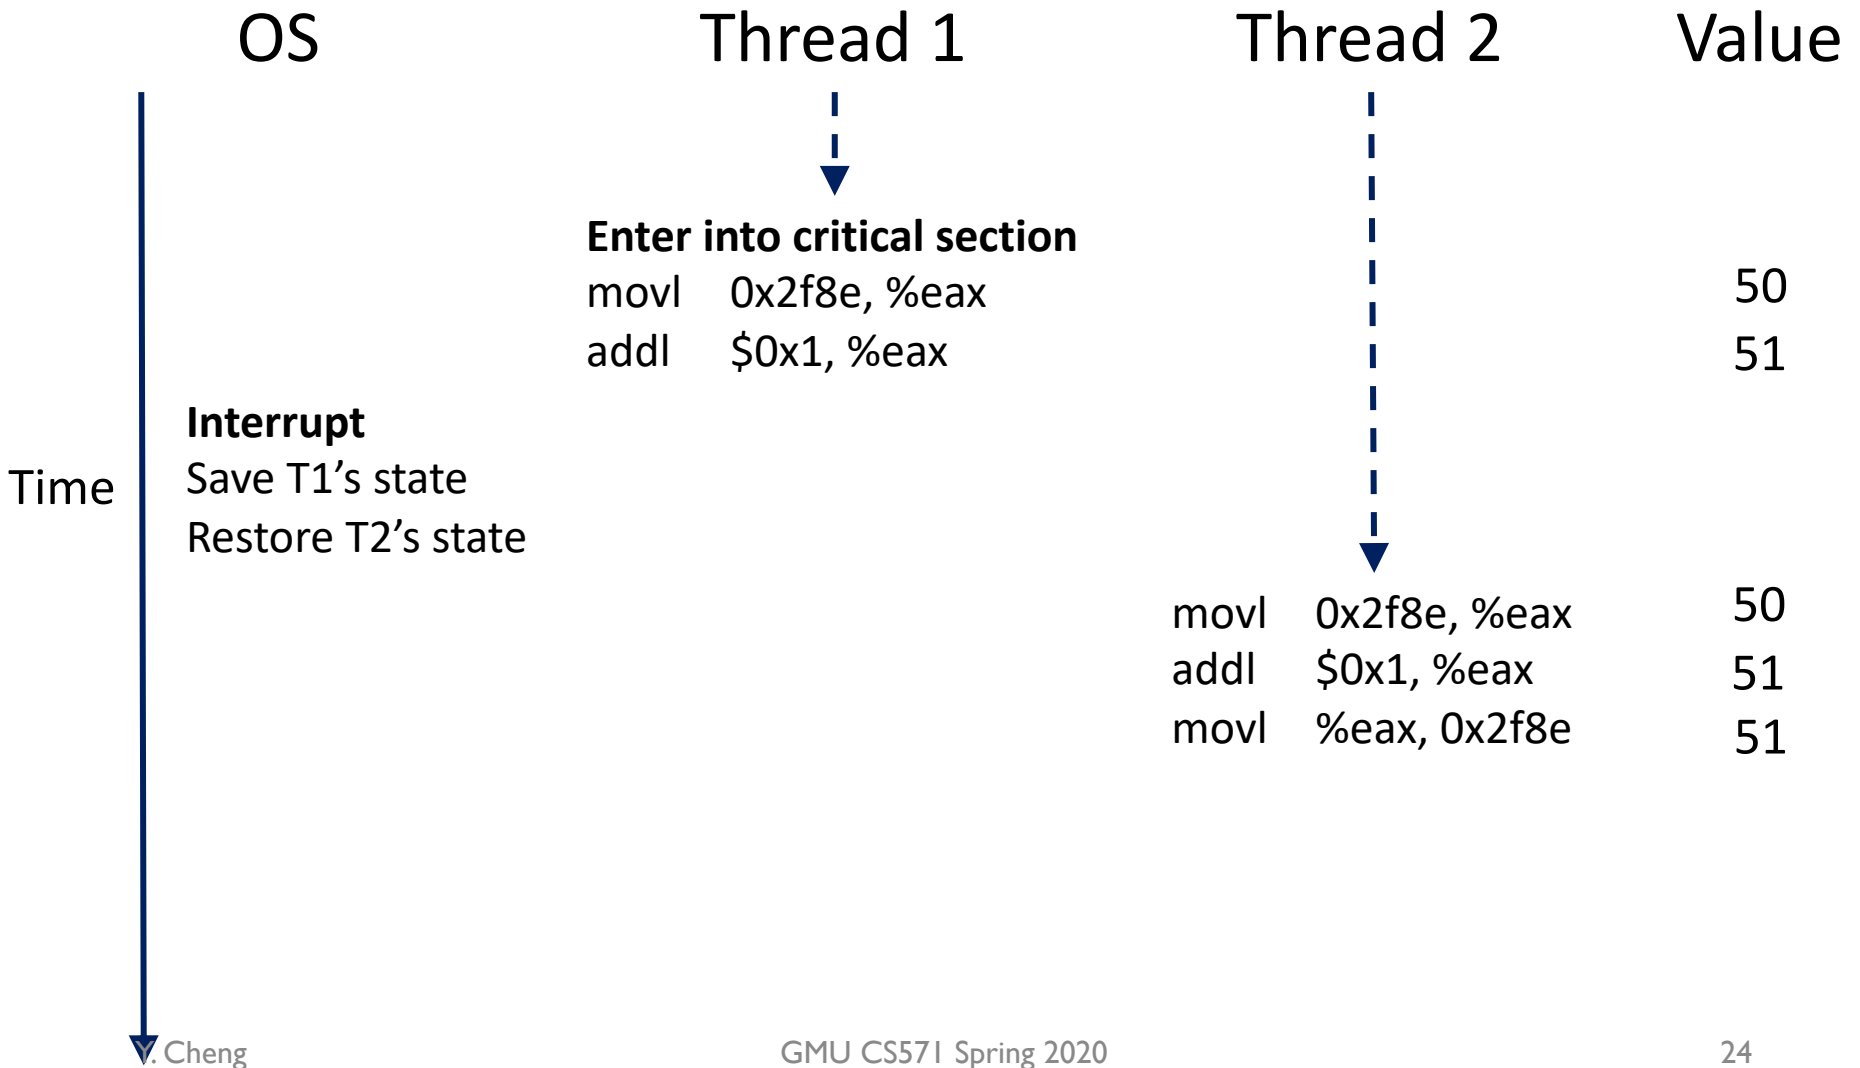 OS Thread 1 Thread 2 Value
Enter into critical section
movl 0x2f8e, %eax 50
addl $0x1, %eax 51
Interrupt
Time Save T1’s state
Restore T2’s state
movl 0x2f8e, %eax 50
addl $0x1, %eax 51
movl %eax, 0x2f8e 51
Y. Cheng GMU CS571 Spring 2020 24